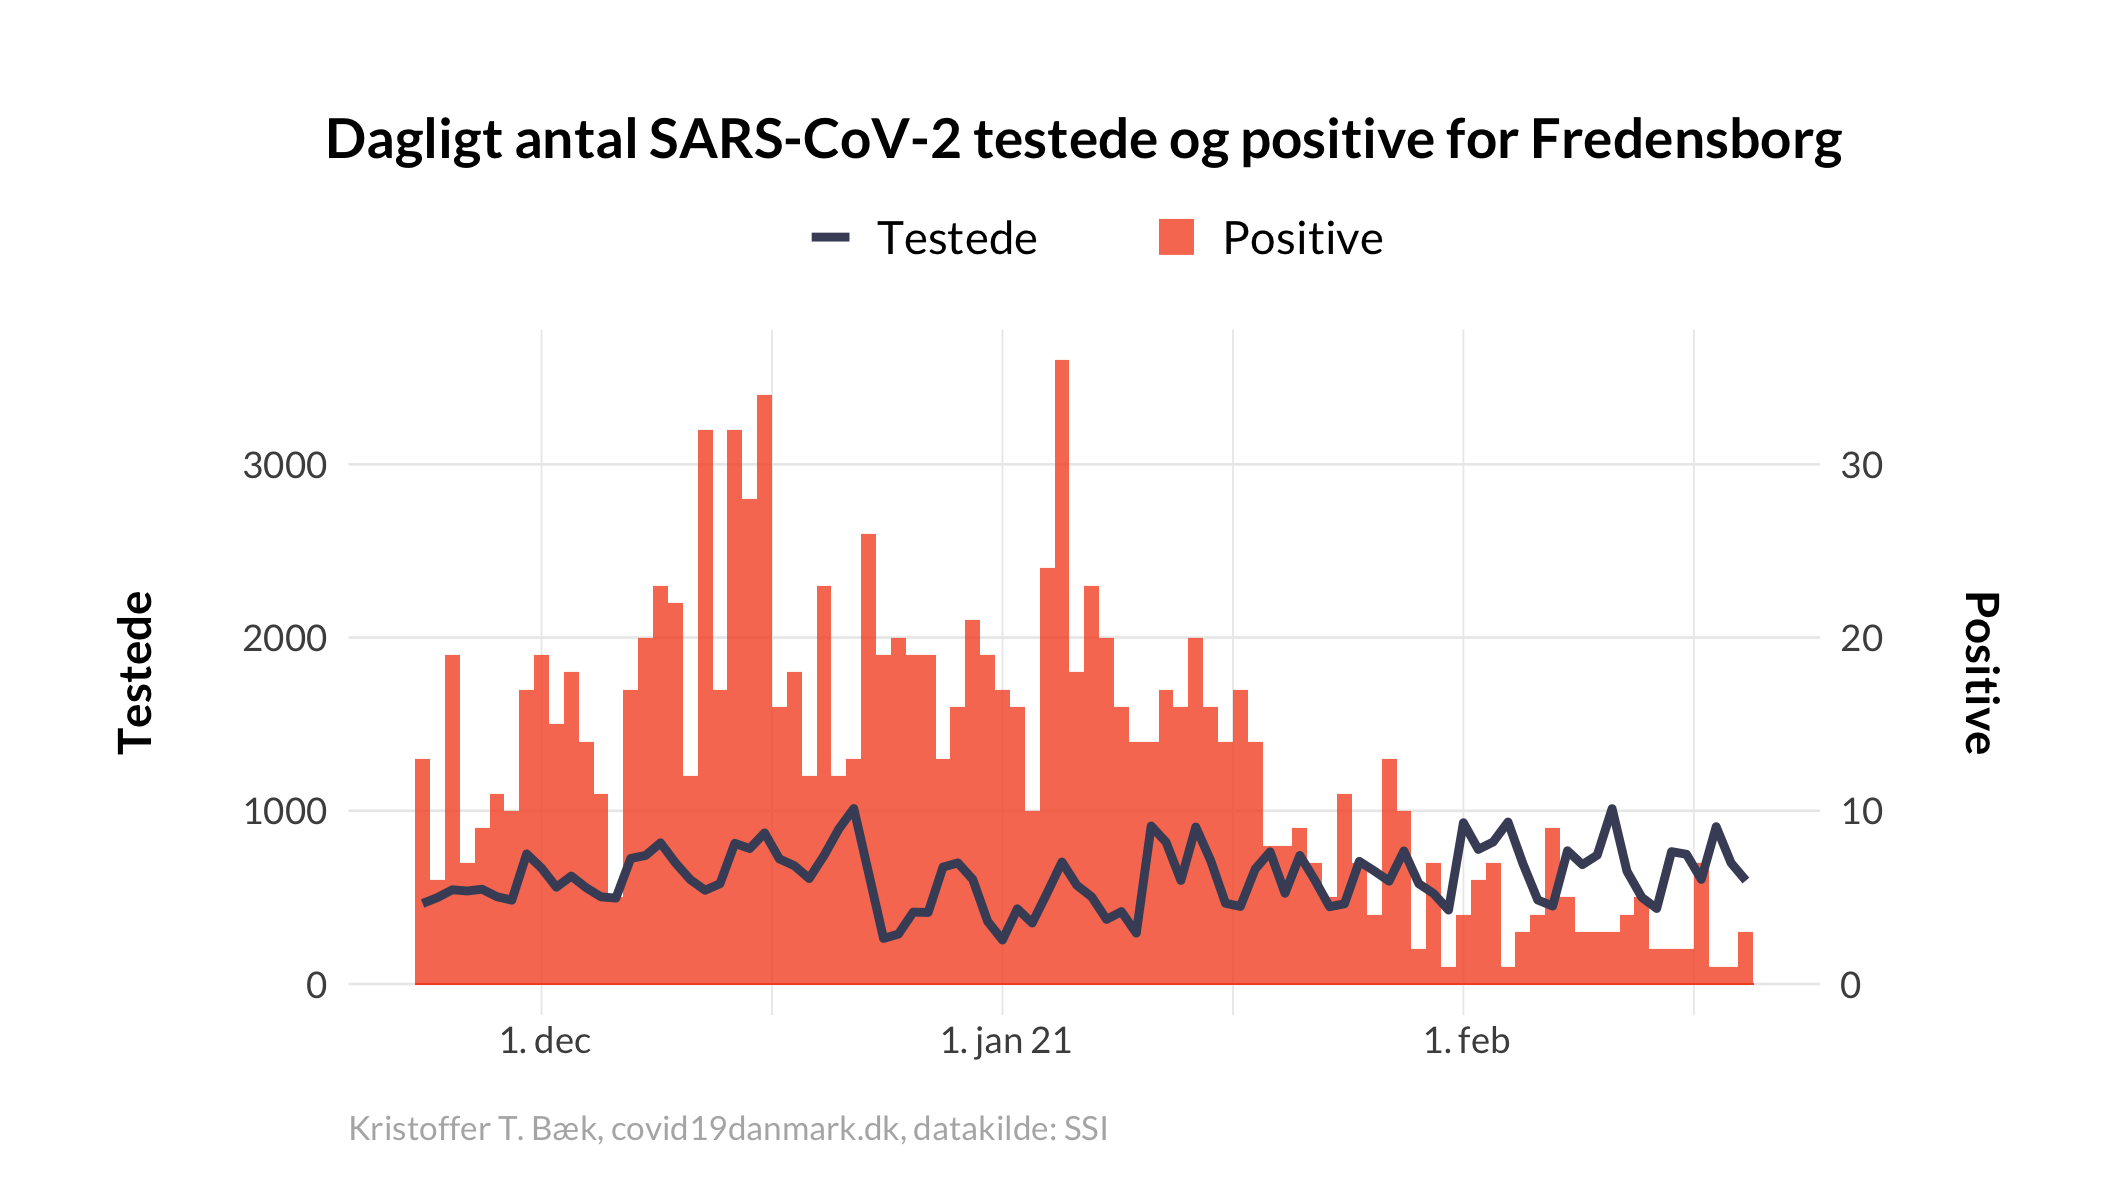 Dagligt antal SARS-CoV-2 testede og positive for Fredensborg
Testede
Positive
3000
2000
1000
0
Testede
30
20
10
0
Positive
1. dec
1. jan 21
1. feb
Kristoffer T. Bæk, covid19danmark.dk, datakilde: SSI